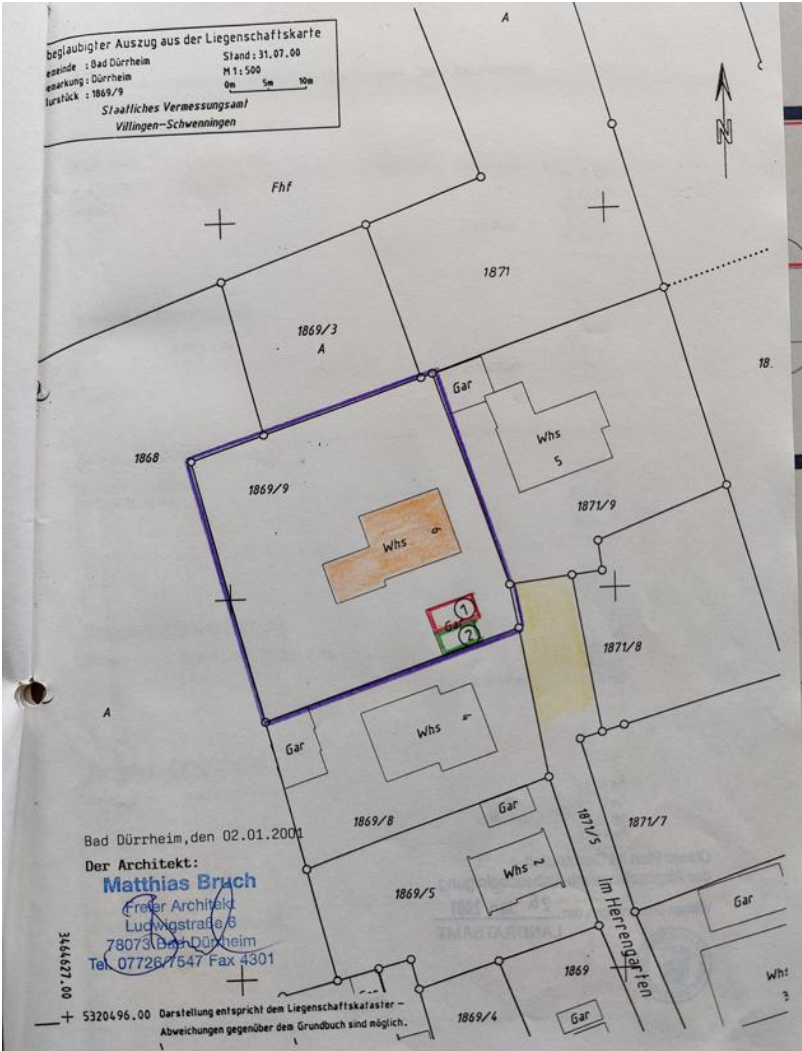 beglaubigter Auszug aus der Liegenschaftskarte
emeinde : Bad Dürrheim
Stand : 31.07.00
emarkung : Dürrheim
M 1 : 500
lurstück : 1869/9
0m 5m 10m
Staatliches Vermessungsamt
Villingen-Schwenningen
A
N
Fhf
1871
1869/3
A
18.
Gar
Whs
5
1868
1869/9
1871/9
Whs
6
1
Gar
2
1871/8
A
Whs
4
Gar
1869/8
Gar
1871/5
1871/7
Bad Dürrheim,den 02.01.2001
Der Architekt:
Matthias Bruch
Freier Architekt
Ludwigstraße 6
78073 Bad Dürrheim
Tel. 07726/7547 Fax 4301
Whs 2
1869/5
Im Herrengarten
Gar
LANDRATSAMT
1869
Whs
3
3464627.00
5320496.00 Darstellung entspricht dem Liegenschaftskataster –
Abweichungen gegenüber dem Grundbuch sind möglich.
1869/4
Gar